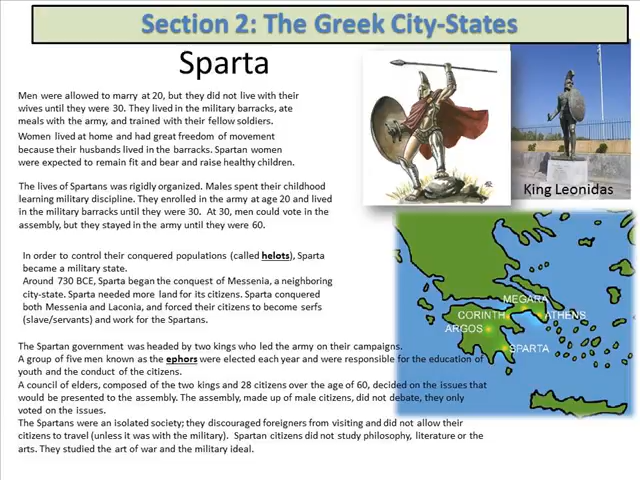 Section 2: The Greek City-States
Sparta
Men were allowed to marry at 20, but they did not live with their
wives until they were 30. They lived in the military barracks, ate
meals with the army, and trained with their fellow soldiers.
Women lived at home and had great freedom of movement
because their husbands lived in the barracks. Spartan women
were expected to remain fit and bear and raise healthy children.
The lives of Spartans was rigidly organized. Males spent their childhood
learning military discipline. They enrolled in the army at age 20 and lived
in the military barracks until they were 30. At 30, men could vote in the
assembly, but they stayed in the army until they were 60.
In order to control their conquered populations (called helots), Sparta
became a military state.
Around 730 BCE, Sparta began the conquest of Messenia, a neighboring
city-state. Sparta needed more land for its citizens. Sparta conquered
both Messenia and Laconia, and forced their citizens to become serfs
(slave/servants) and work for the Spartans.
The Spartan government was headed by two kings who led the army on their campaigns.
A group of five men known as the ephors were elected each year and were responsible for the education of
youth and the conduct of the citizens.
A council of elders, composed of the two kings and 28 citizens over the age of 60, decided on the issues that
would be presented to the assembly. The assembly, made up of male citizens, did not debate, they only
voted on the issues.
The Spartans were an isolated society; they discouraged foreigners from visiting and did not allow their
citizens to travel (unless it was with the military). Spartan citizens did not study philosophy, literature or the
arts. They studied the art of war and the military ideal.
King Leonidas
MEGARA
CORINTH
ATHENS
ARGOS
SPARTA